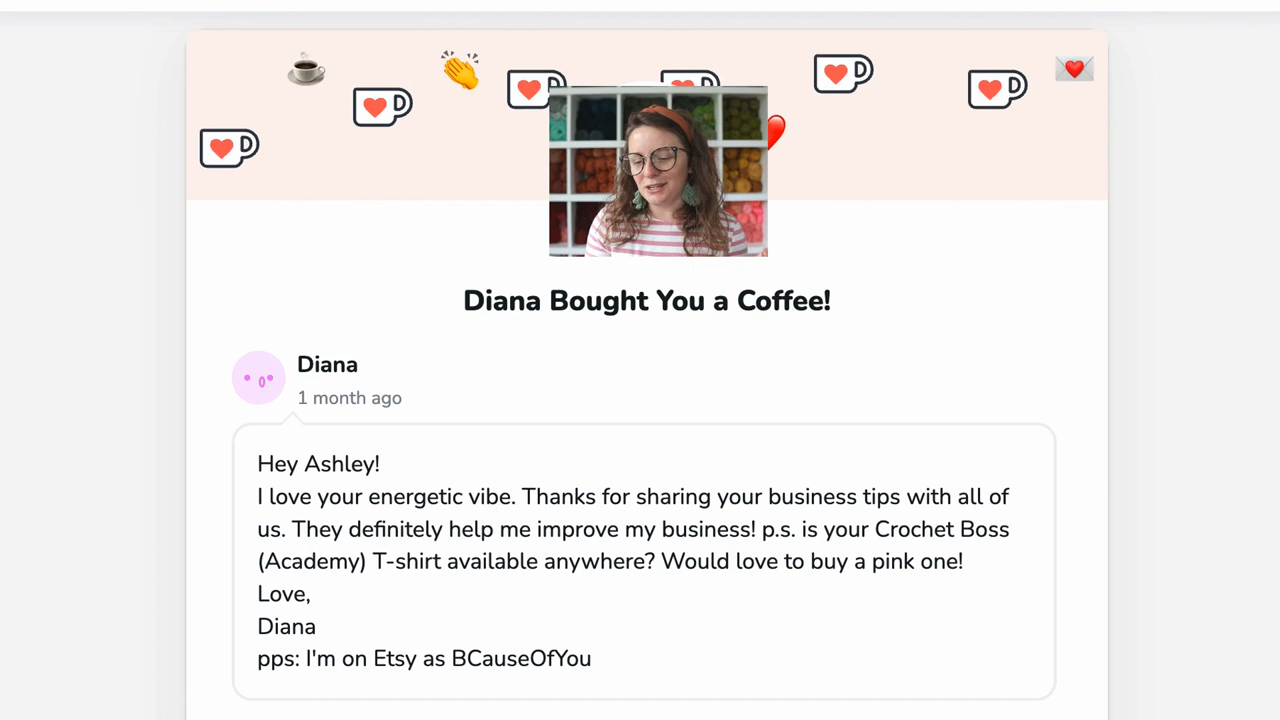 Diana Bought You a Coffee!
Diana
1 month ago
Hey Ashley!
I love your energetic vibe. Thanks for sharing your business tips with all of
us. They definitely help me improve my business! p.s. is your Crochet Boss
(Academy) T-shirt available anywhere? Would love to buy a pink one!
Love,
Diana
pps: I'm on Etsy as BCauseOfYou